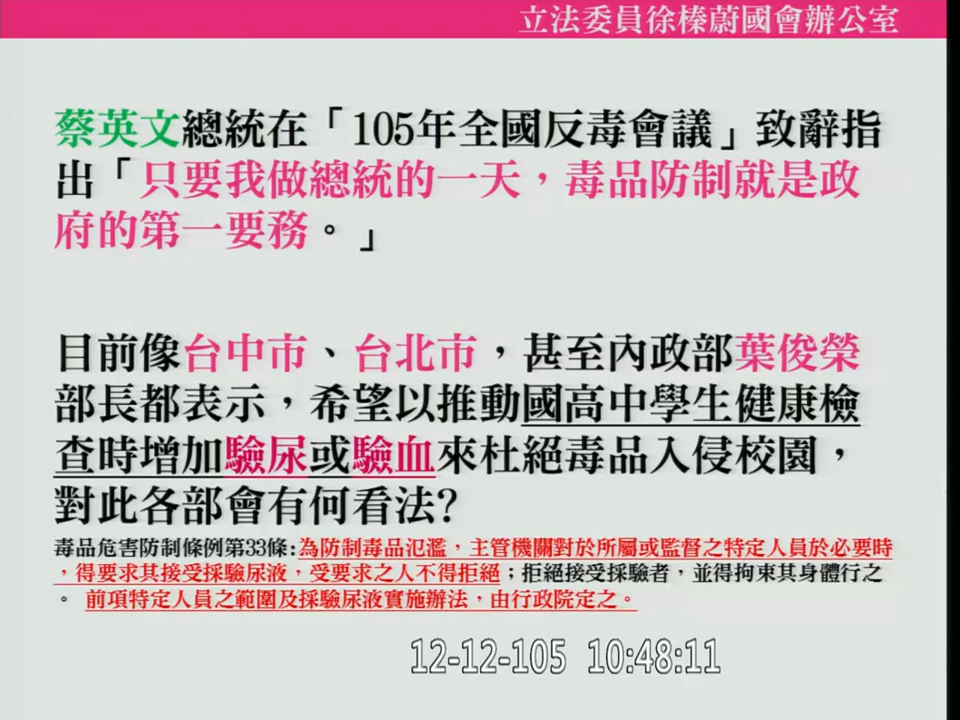 立法委員徐榛蔚國會辦公室
蔡英文總統在「105年全國反毒會議」致辭指
出「只要我做總統的一天，毒品防制就是政
府的第一要務。」
目前像台中市、台北市，甚至內政部葉俊榮
部長都表示，希望以推動國高中學生健康檢
查時增加驗尿或驗血來杜絕毒品入侵校園，
對此各部會有何看法?
毒品危害防制條例第33條:為防制毒品氾濫，主管機關對於所屬或監督之特定人員於必要時
，得要求其接受採驗尿液，受要求之人不得拒絕；拒絕接受採驗者，並得拘束其身體行之
。 前項特定人員之範圍及採驗尿液實施辦法，由行政院定之。
12-12-105 10:48:11